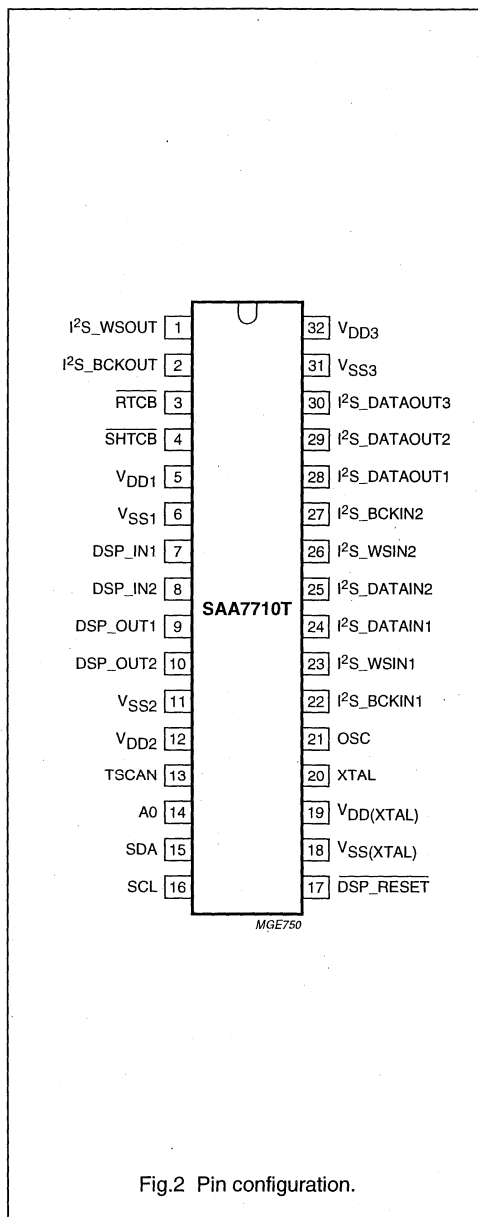 I²S_WSOUT 1
I²S_BCKOUT 2
RTCB 3
SHTCB 4
VDD1 5
VSS1 6
DSP_IN1 7
DSP_IN2 8
DSP_OUT1 9
DSP_OUT2 10
VSS2 11
VDD2 12
TSCAN 13
A0 14
SDA 15
SCL 16
SAA7710T
32 VDD3
31 VSS3
30 I²S_DATAOUT3
29 I²S_DATAOUT2
28 I²S_DATAOUT1
27 I²S_BCKIN2
26 I²S_WSIN2
25 I²S_DATAIN2
24 I²S_DATAIN1
23 I²S_WSIN1
22 I²S_BCKIN1
21 OSC
20 XTAL
19 VDD(XTAL)
18 VSS(XTAL)
17 DSP_RESET
MGE750
Fig.2 Pin configuration.